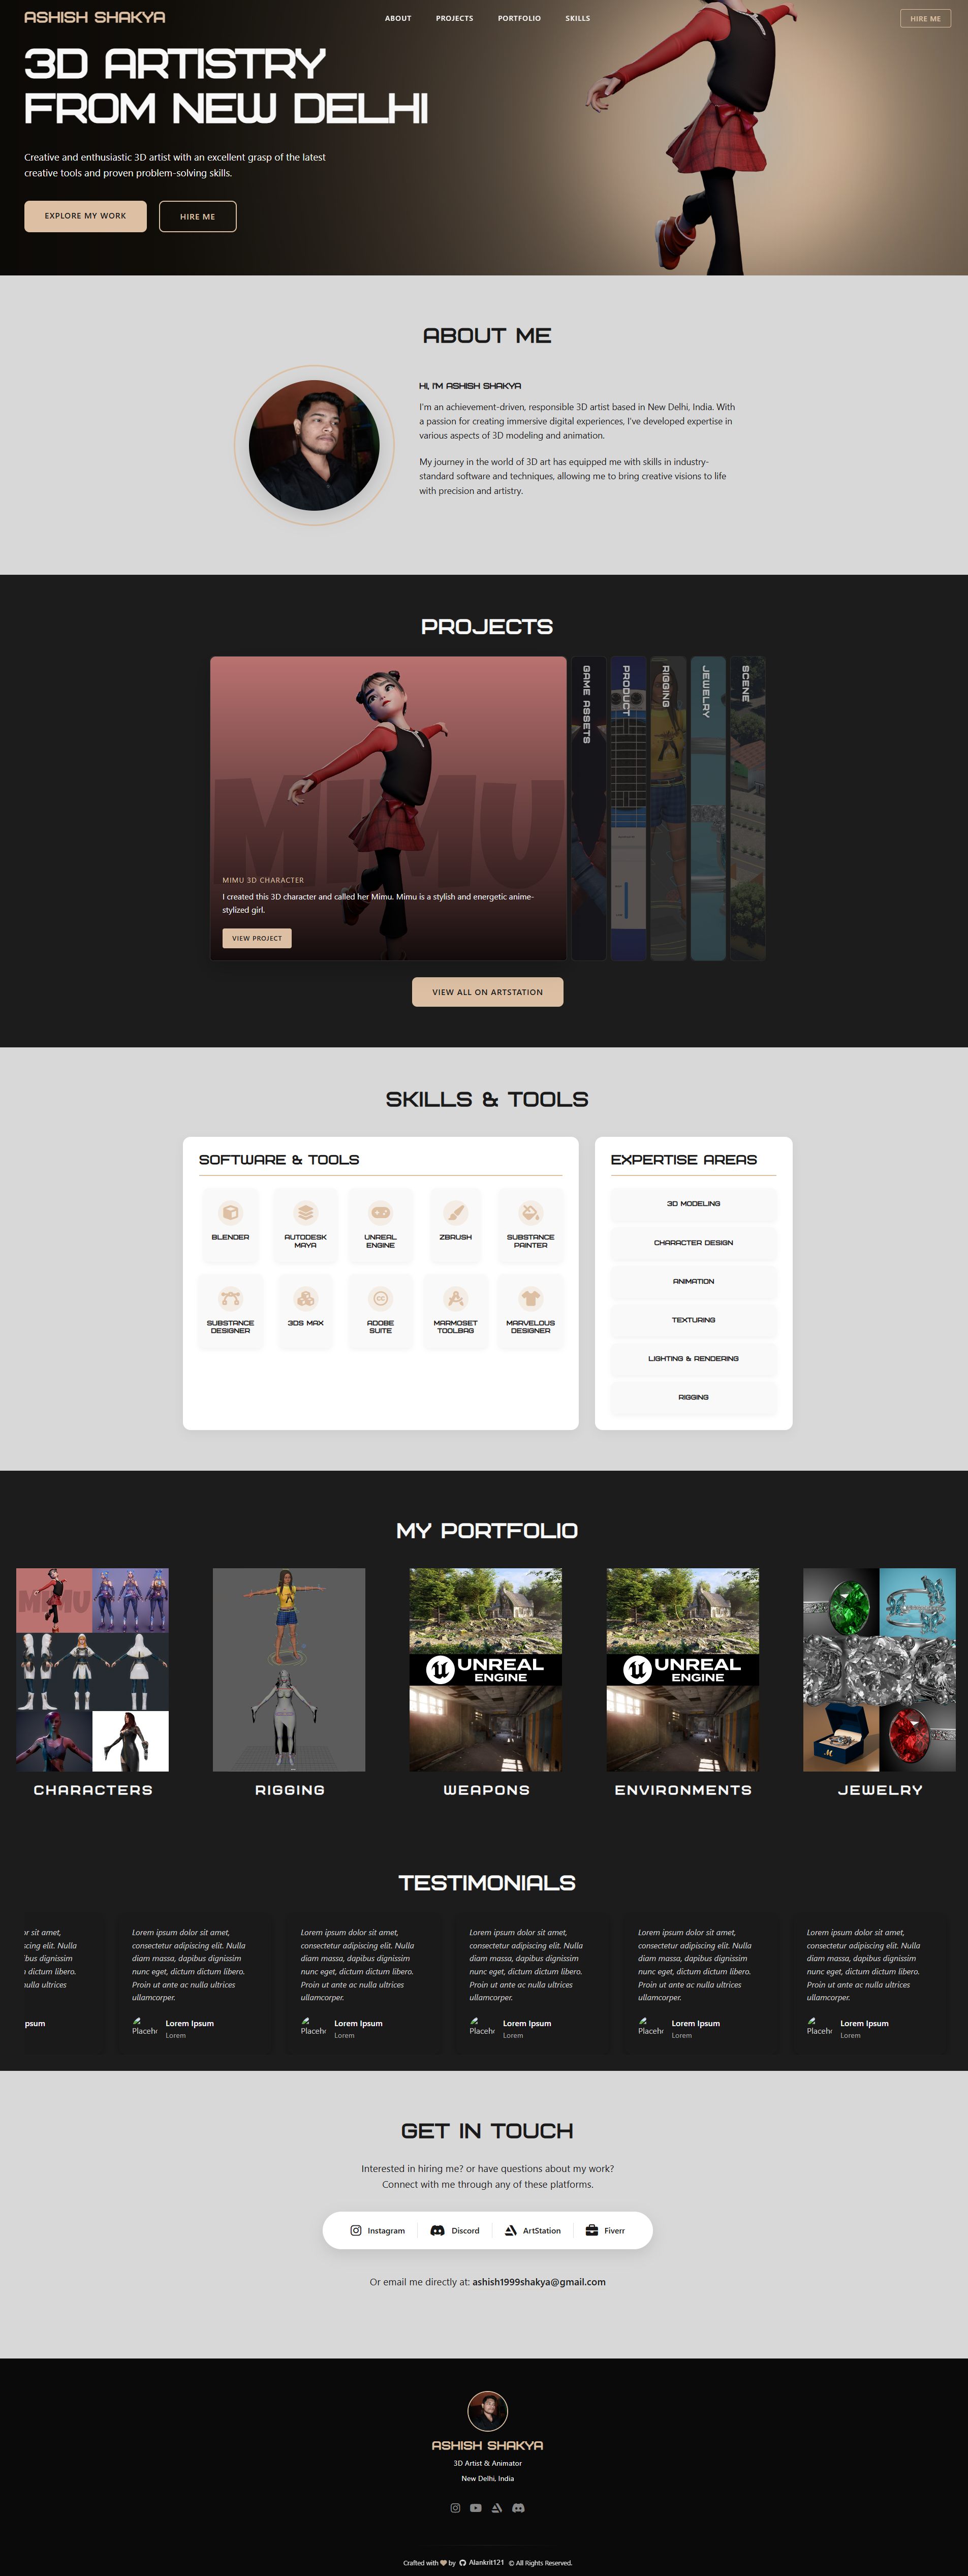 ASHISH SHAKYA
ABOUT
PROJECTS
PORTFOLIO
SKILLS
HIRE ME
3D ARTISTRY
FROM NEW DELHI
Creative and enthusiastic 3D artist with an excellent grasp of the latest
creative tools and proven problem-solving skills.
EXPLORE MY WORK
HIRE ME
ABOUT ME
HI, I'M ASHISH SHAKYA
I'm an achievement-driven, responsible 3D artist based in New Delhi, India. With
a passion for creating immersive digital experiences, I've developed expertise in
various aspects of 3D modeling and animation.
My journey in the world of 3D art has equipped me with skills in industry-
standard software and techniques, allowing me to bring creative visions to life
with precision and artistry.
PROJECTS
MIMU
MIMU 3D CHARACTER
I created this 3D character and called her Mimu. Mimu is a stylish and energetic anime-
stylized girl.
VIEW PROJECT
GAME ASSETS
PRODUCT
RIGGING
JEWELRY
SCENE
VIEW ALL ON ARTSTATION
SKILLS & TOOLS
SOFTWARE & TOOLS
BLENDER
AUTODESK
MAYA
UNREAL
ENGINE
ZBRUSH
SUBSTANCE
PAINTER
SUBSTANCE
DESIGNER
3DS MAX
ADOBE
SUITE
MARMOSET
TOOLBAG
MARVELOUS
DESIGNER
EXPERTISE AREAS
3D MODELING
CHARACTER DESIGN
ANIMATION
TEXTURING
LIGHTING & RENDERING
RIGGING
MY PORTFOLIO
MIMU
CHARACTERS
RIGGING
UNREAL
ENGINE
WEAPONS
UNREAL
ENGINE
ENVIRONMENTS
JEWELRY
TESTIMONIALS
or sit amet,
scing elit. Nulla
ibus dignissim
dictum libero.
nulla ultrices
psum
Lorem ipsum dolor sit amet,
consectetur adipiscing elit. Nulla
diam massa, dapibus dignissim
nunc eget, dictum dictum libero.
Proin ut ante ac nulla ultrices
ullamcorper.
Placeho
Lorem Ipsum
Lorem
Lorem ipsum dolor sit amet,
consectetur adipiscing elit. Nulla
diam massa, dapibus dignissim
nunc eget, dictum dictum libero.
Proin ut ante ac nulla ultrices
ullamcorper.
Placeho
Lorem Ipsum
Lorem
Lorem ipsum dolor sit amet,
consectetur adipiscing elit. Nulla
diam massa, dapibus dignissim
nunc eget, dictum dictum libero.
Proin ut ante ac nulla ultrices
ullamcorper.
Placeho
Lorem Ipsum
Lorem
Lorem ipsum dolor sit amet,
consectetur adipiscing elit. Nulla
diam massa, dapibus dignissim
nunc eget, dictum dictum libero.
Proin ut ante ac nulla ultrices
ullamcorper.
Placeho
Lorem Ipsum
Lorem
Lorem ipsum dolor sit amet,
consectetur adipiscing elit. Nulla
diam massa, dapibus dignissim
nunc eget, dictum dictum libero.
Proin ut ante ac nulla ultrices
ullamcorper.
Placeho
Lorem Ipsum
Lorem
GET IN TOUCH
Interested in hiring me? or have questions about my work?
Connect with me through any of these platforms.
Instagram
Discord
ArtStation
Fiverr
Or email me directly at: ashish1999shakya@gmail.com
ASHISH SHAKYA
3D Artist & Animator
New Delhi, India
Crafted with 🤎 by Alankrit121 © All Rights Reserved.